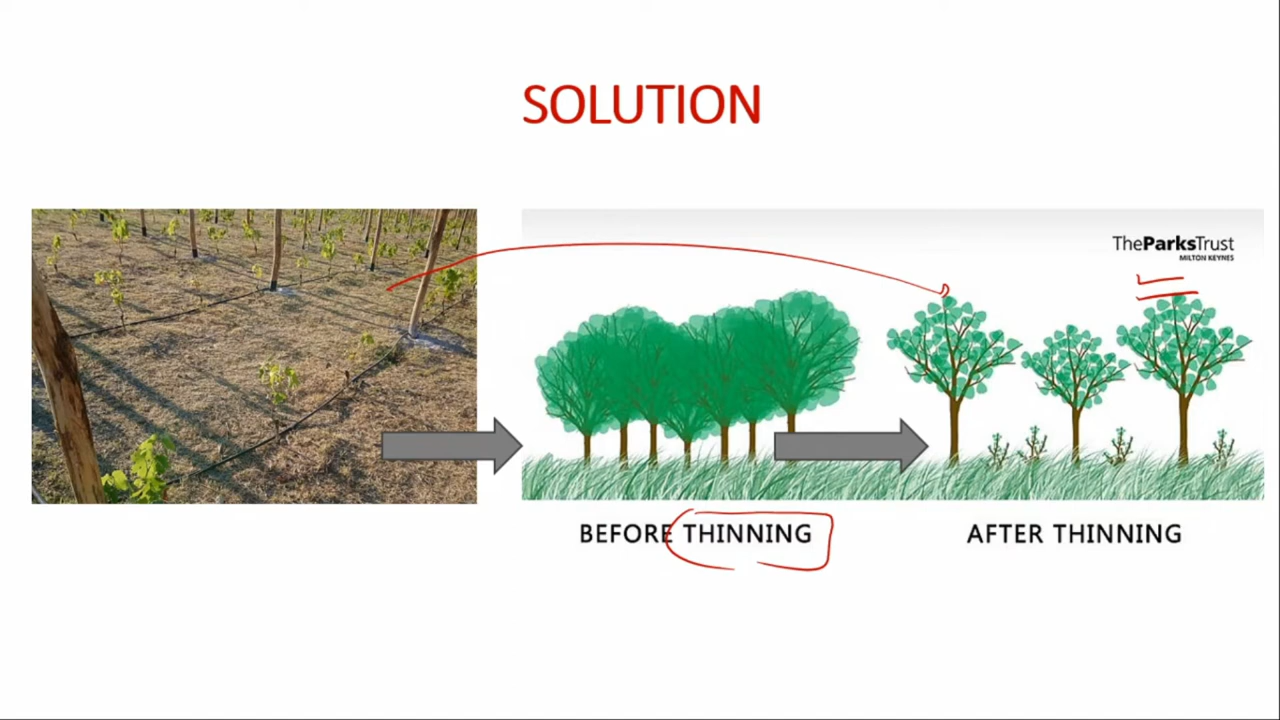 SOLUTION
TheParksTrust
MILTON KEYNES
BEFORE THINNING
AFTER THINNING